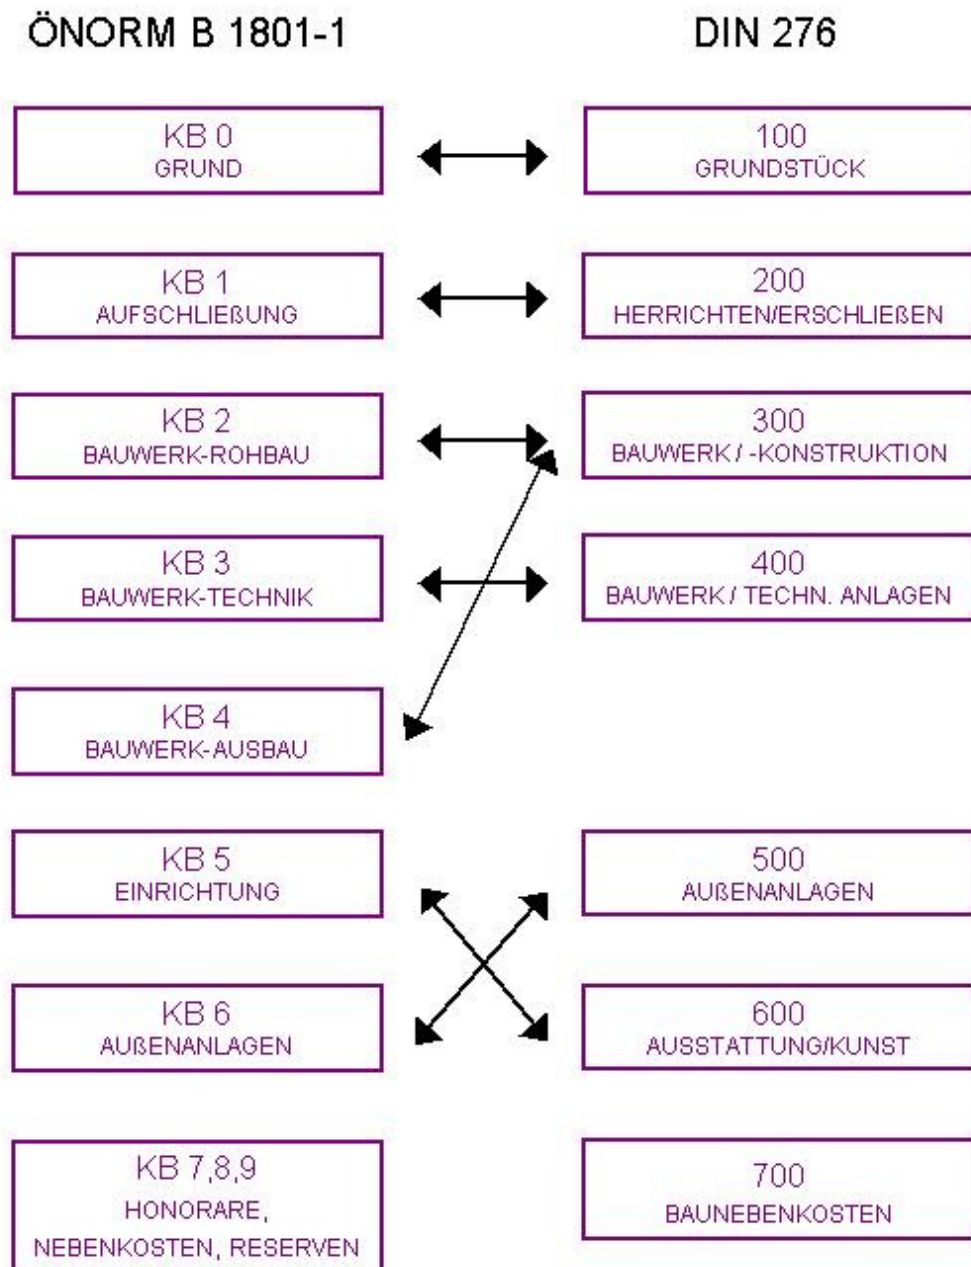 ÖNORM B 1801-1
DIN 276
KB 0
GRUND
100
GRUNDSTÜCK
KB 1
AUFSCHLIEßUNG
200
HERRICHTEN/ERSCHLIEßEN
KB 2
BAUWERK-ROHBAU
300
BAUWERK / -KONSTRUKTION
KB 3
BAUWERK-TECHNIK
400
BAUWERK / TECHN. ANLAGEN
KB 4
BAUWERK-AUSBAU
KB 5
EINRICHTUNG
500
AUßENANLAGEN
KB 6
AUßENANLAGEN
600
AUSSTATTUNG/KUNST
KB 7,8,9
HONORARE,
NEBENKOSTEN, RESERVEN
700
BAUNEBENKOSTEN